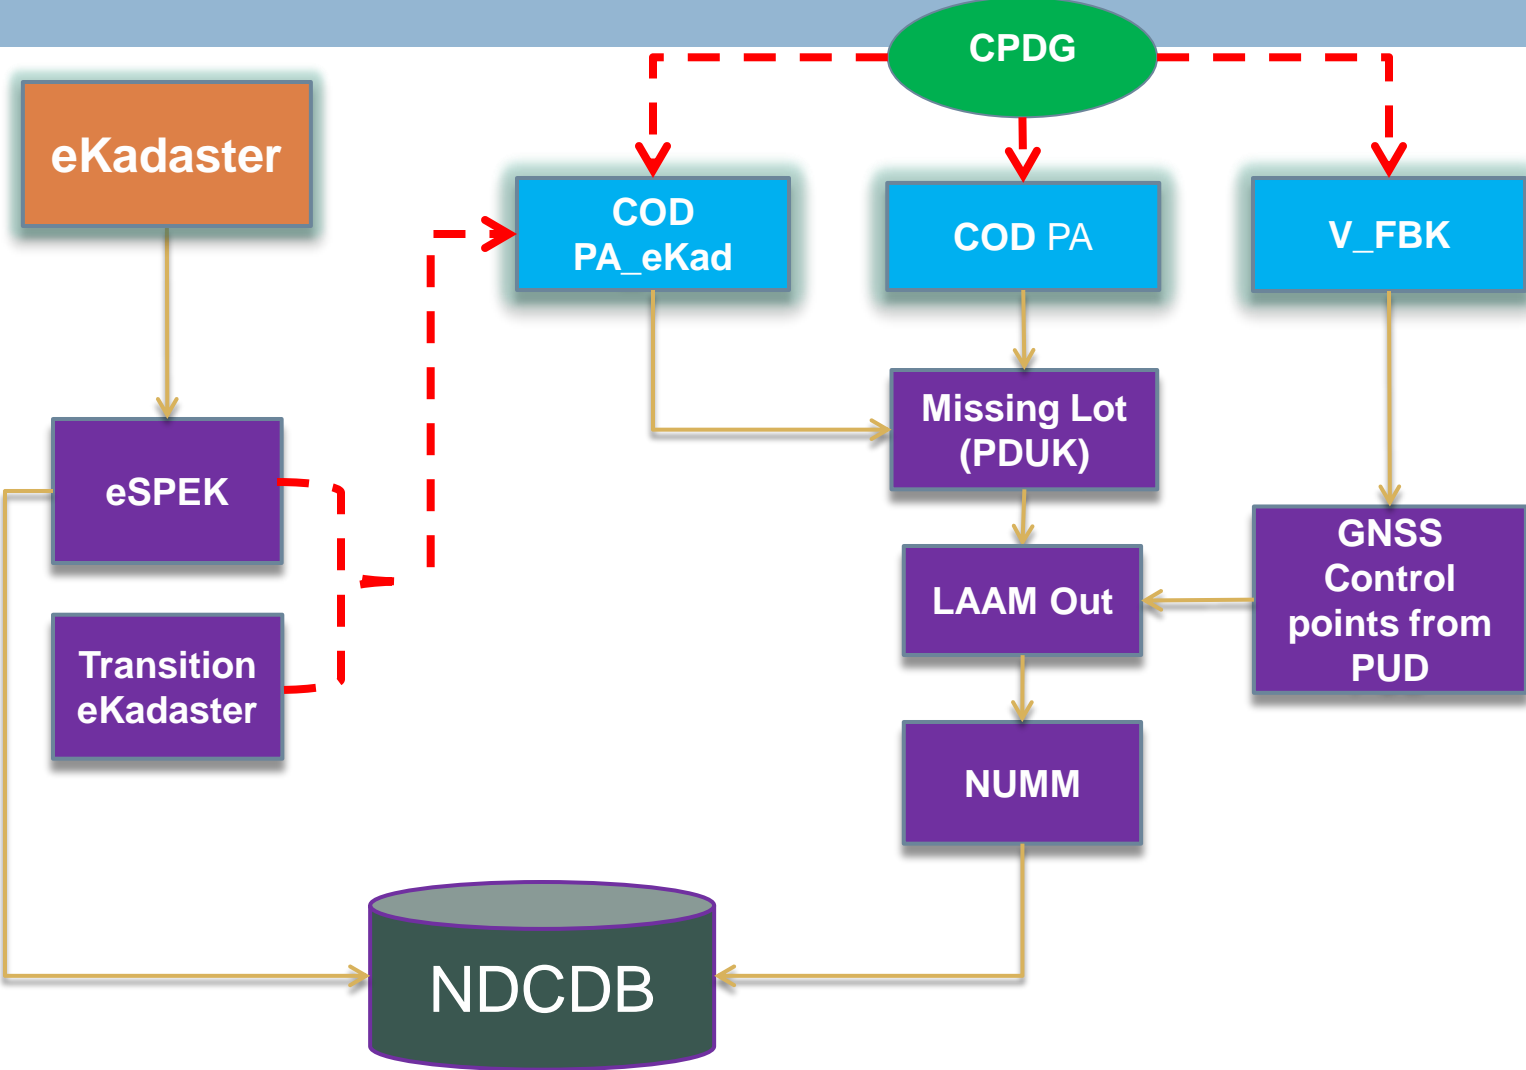 CPDG
eKadaster
COD
PA_eKad
COD PA
V_FBK
Missing Lot
(PDUK)
eSPEK
GNSS
Control
points from
PUD
LAAM Out
Transition
eKadaster
NUMM
NDCDB